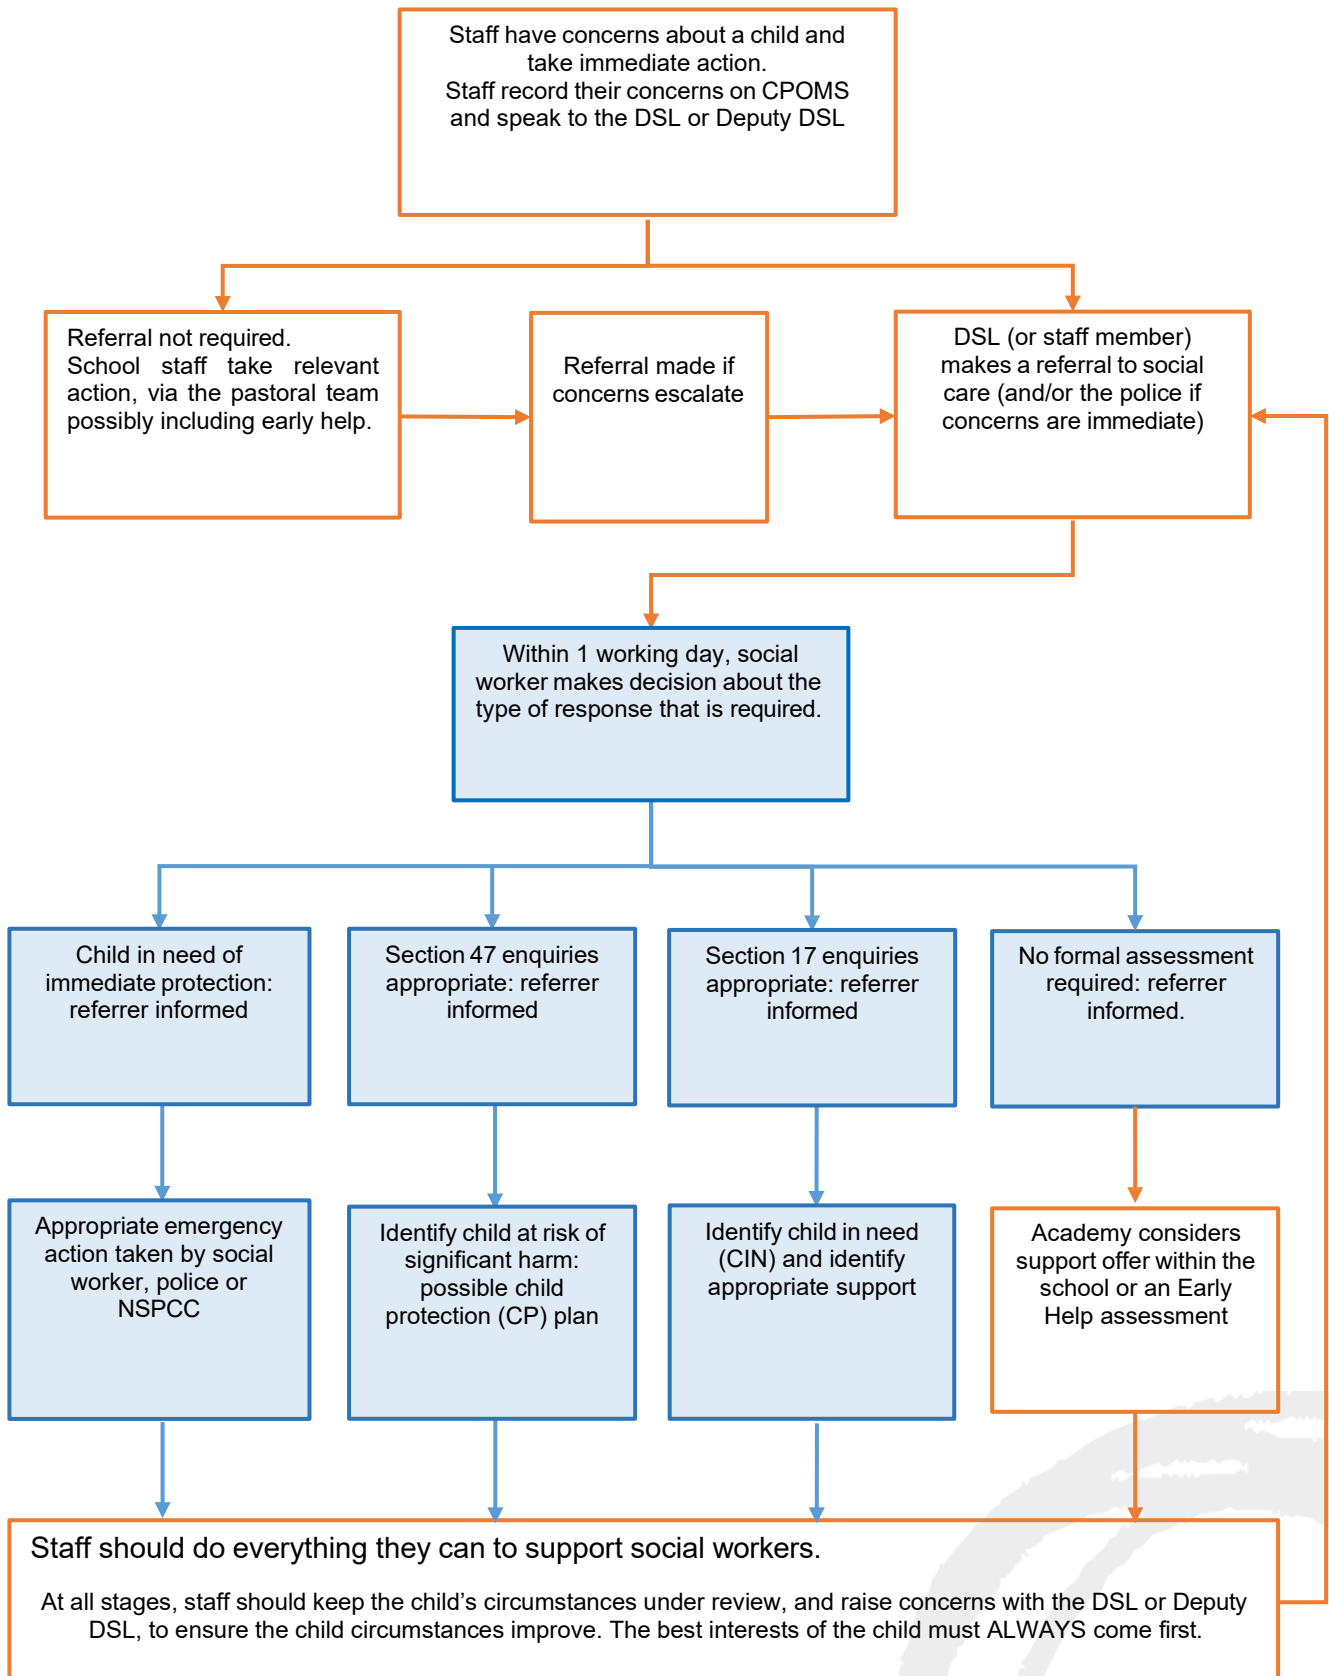 Staff have concerns about a child and
take immediate action.
Staff record their concerns on CPOMS
and speak to the DSL or Deputy DSL
Referral not required.
School staff take relevant
action, via the pastoral team
possibly including early help.
Referral made if
concerns escalate
DSL (or staff member)
makes a referral to social
care (and/or the police if
concerns are immediate)
Within 1 working day, social
worker makes decision about the
type of response that is required.
Child in need of
immediate protection:
referrer informed
Section 47 enquiries
appropriate: referrer
informed
Section 17 enquiries
appropriate: referrer
informed
No formal assessment
required: referrer
informed.
Appropriate emergency
action taken by social
worker, police or
NSPCC
Identify child at risk of
significant harm:
possible child
protection (CP) plan
Identify child in need
(CIN) and identify
appropriate support
Academy considers
support offer within the
school or an Early
Help assessment
Staff should do everything they can to support social workers.
At all stages, staff should keep the child’s circumstances under review, and raise concerns with the DSL or Deputy
DSL, to ensure the child circumstances improve. The best interests of the child must ALWAYS come first.